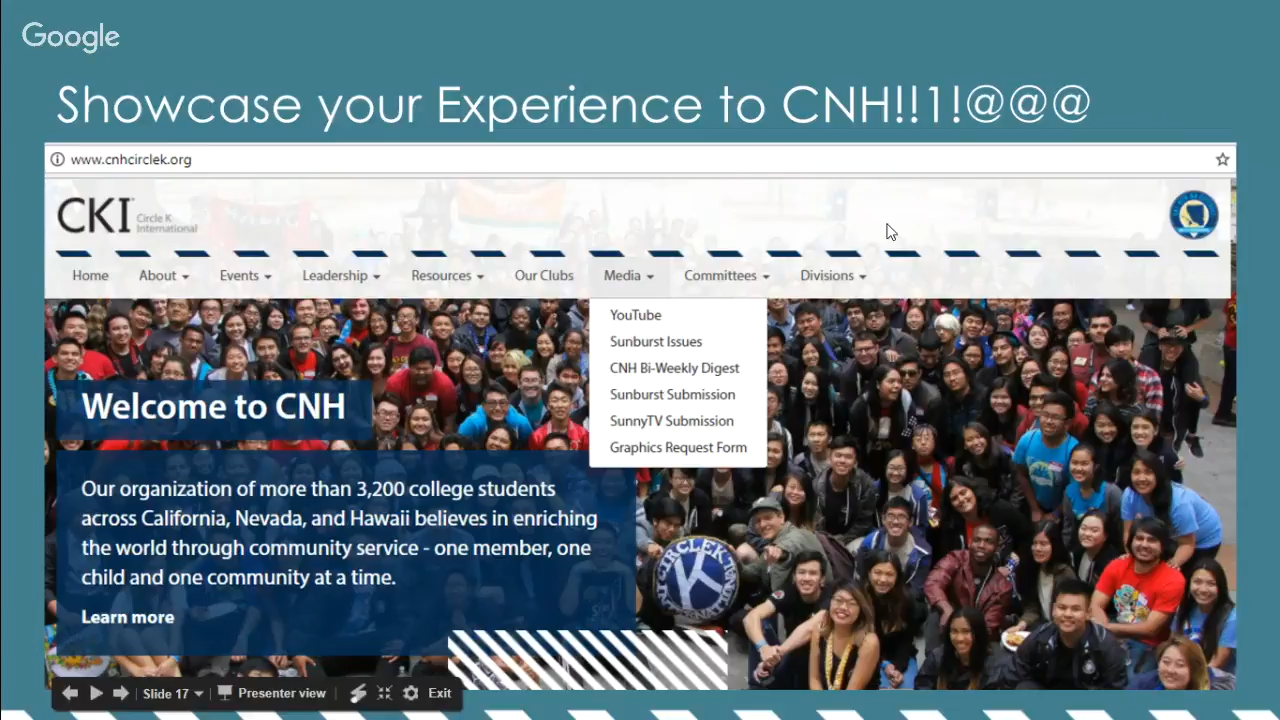 Google
Showcase your Experience to CNH!!1!@@@
www.cnhcirclek.org
CKI Circle K
International
Home About Events Leadership Resources Our Clubs Media Committees Divisions
YouTube
Sunburst Issues
CNH Bi-Weekly Digest
Sunburst Submission
SunnyTV Submission
Graphics Request Form
Welcome to CNH
Our organization of more than 3,200 college students
across California, Nevada, and Hawaii believes in enriching
the world through community service - one member, one
child and one community at a time.
Learn more
CIRCLE K
Slide 17 Presenter view Exit